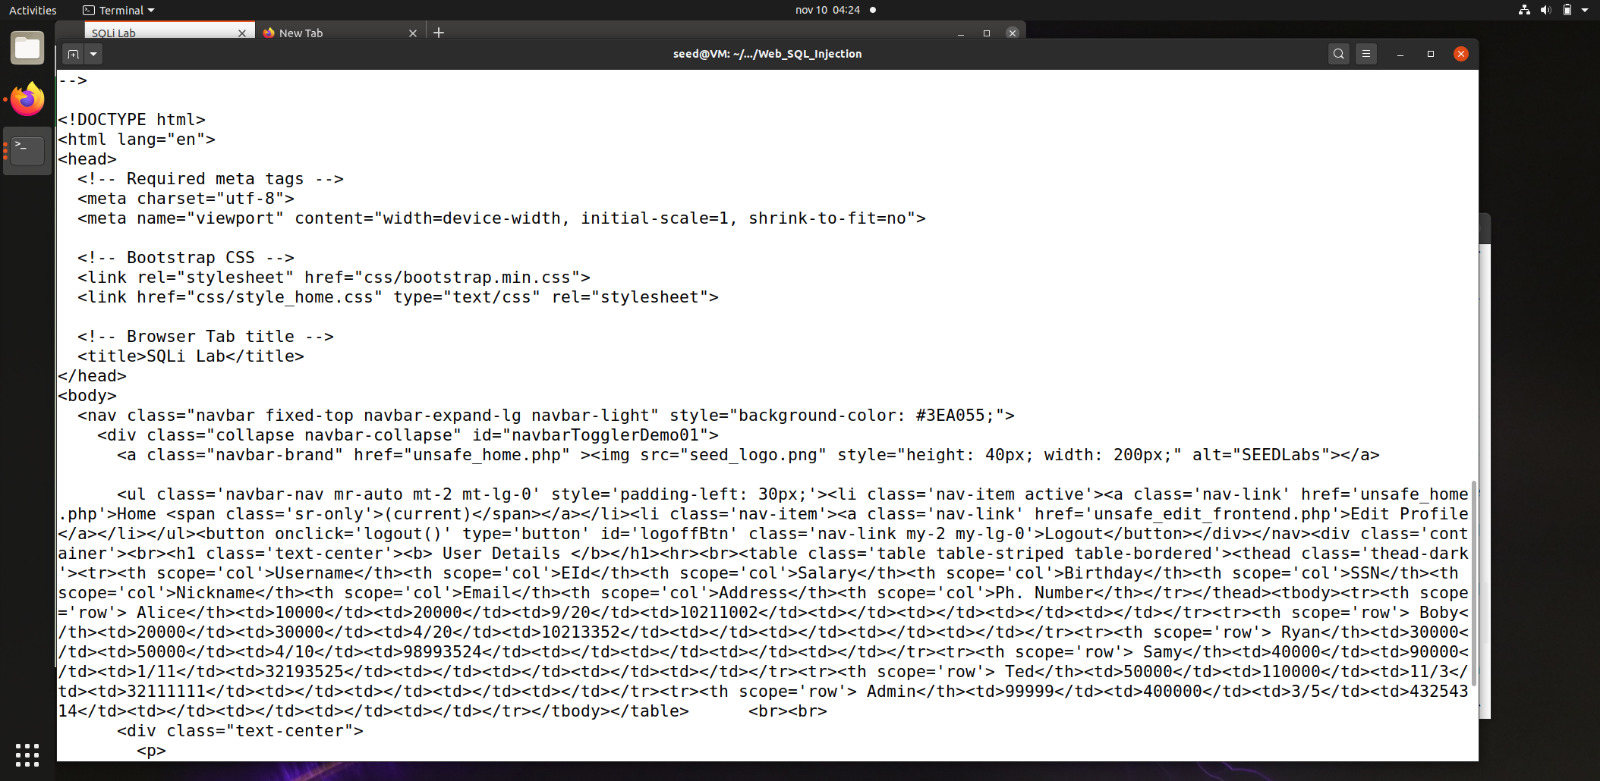 Activities
Terminal
nov 10 04:24
SQLi Lab
New Tab
seed@VM: ~/.../Web_SQL_Injection
-->
<!DOCTYPE html>
<html lang="en">
<head>
  <!-- Required meta tags -->
  <meta charset="utf-8">
  <meta name="viewport" content="width=device-width, initial-scale=1, shrink-to-fit=no">
  <!-- Bootstrap CSS -->
  <link rel="stylesheet" href="css/bootstrap.min.css">
  <link href="css/style_home.css" type="text/css" rel="stylesheet">
  <!-- Browser Tab title -->
  <title>SQLi Lab</title>
</head>
<body>
  <nav class="navbar fixed-top navbar-expand-lg navbar-light" style="background-color: #3EA055;">
    <div class="collapse navbar-collapse" id="navbarTogglerDemo01">
      <a class="navbar-brand" href="unsafe_home.php" ><img src="seed_logo.png" style="height: 40px; width: 200px;" alt="SEEDLabs"></a>
      <ul class='navbar-nav mr-auto mt-2 mt-lg-0' style='padding-left: 30px;'><li class='nav-item active'><a class='nav-link' href='unsafe_home
.php'>Home <span class='sr-only'>(current)</span></a></li><li class='nav-item'><a class='nav-link' href='unsafe_edit_frontend.php'>Edit Profile
</a></li></ul><button onclick='logout()' type='button' id='logoffBtn' class='nav-link my-2 my-lg-0'>Logout</button></div></nav><div class='cont
ainer'><br><h1 class='text-center'><b> User Details </b></h1><hr><br><table class='table table-striped table-bordered'><thead class='thead-dark
'><tr><th scope='col'>Username</th><th scope='col'>EId</th><th scope='col'>Salary</th><th scope='col'>Birthday</th><th scope='col'>SSN</th><th 
scope='col'>Nickname</th><th scope='col'>Email</th><th scope='col'>Address</th><th scope='col'>Ph. Number</th></tr></thead><tbody><tr><th scope
='row'> Alice</th><td>10000</td><td>20000</td><td>9/20</td><td>10211002</td><td></td><td></td><td></td><td></td></tr><tr><th scope='row'> Boby<
/th><td>20000</td><td>30000</td><td>4/20</td><td>10213352</td><td></td><td></td><td></td><td></td></tr><tr><th scope='row'> Ryan</th><td>30000<
/td><td>50000</td><td>4/10</td><td>98993524</td><td></td><td></td><td></td><td></td></tr><tr><th scope='row'> Samy</th><td>40000</td><td>90000<
/td><td>1/11</td><td>32193525</td><td></td><td></td><td></td><td></td></tr><tr><th scope='row'> Ted</th><td>50000</td><td>110000</td><td>11/3</
td><td>32111111</td><td></td><td></td><td></td><td></td></tr><tr><th scope='row'> Admin</th><td>99999</td><td>400000</td><td>3/5</td><td>432543
14</td><td></td><td></td><td></td><td></td></tr></tbody></table>      <br><br>
      <div class="text-center">
        <p>